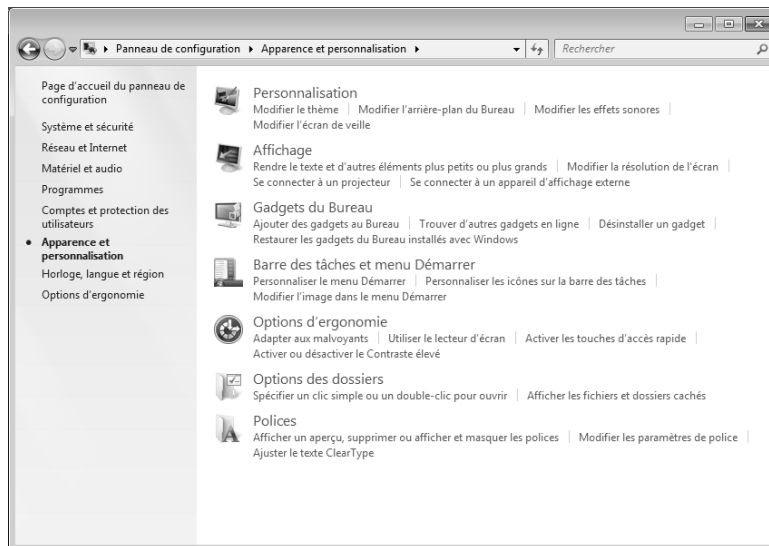 Panneau de configuration Apparence et personnalisation
Rechercher
Page d'accueil du panneau de
configuration
Système et sécurité
Réseau et Internet
Matériel et audio
Programmes
Comptes et protection des
utilisateurs
Apparence et
personnalisation
Horloge, langue et région
Options d'ergonomie
Personnalisation
Modifier le thème Modifier l'arrière-plan du Bureau Modifier les effets sonores
Modifier l'écran de veille
Affichage
Rendre le texte et d'autres éléments plus petits ou plus grands Modifier la résolution de l'écran
Se connecter à un projecteur Se connecter à un appareil d'affichage externe
Gadgets du Bureau
Ajouter des gadgets au Bureau Trouver d'autres gadgets en ligne Désinstaller un gadget
Restaurer les gadgets du Bureau installés avec Windows
Barre des tâches et menu Démarrer
Personnaliser le menu Démarrer Personnaliser les icônes sur la barre des tâches
Modifier l'image dans le menu Démarrer
Options d'ergonomie
Adapter aux malvoyants Utiliser le lecteur d'écran Activer les touches d'accès rapide
Activer ou désactiver le Contraste élevé
Options des dossiers
Spécifier un clic simple ou un double-clic pour ouvrir Afficher les fichiers et dossiers cachés
Polices
Afficher un aperçu, supprimer ou afficher et masquer les polices Modifier les paramètres de police
Ajuster le texte ClearType